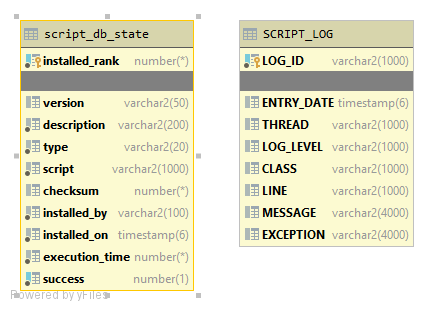 script_db_state
installed_rank number(*)
version varchar2(50)
description varchar2(200)
type varchar2(20)
script varchar2(1000)
checksum number(*)
installed_by varchar2(100)
installed_on timestamp(6)
execution_time number(*)
success number(1)
Powered by yFiles
SCRIPT_LOG
LOG_ID varchar2(1000)
ENTRY_DATE timestamp(6)
THREAD varchar2(1000)
LOG_LEVEL varchar2(1000)
CLASS varchar2(1000)
LINE varchar2(1000)
MESSAGE varchar2(4000)
EXCEPTION varchar2(4000)